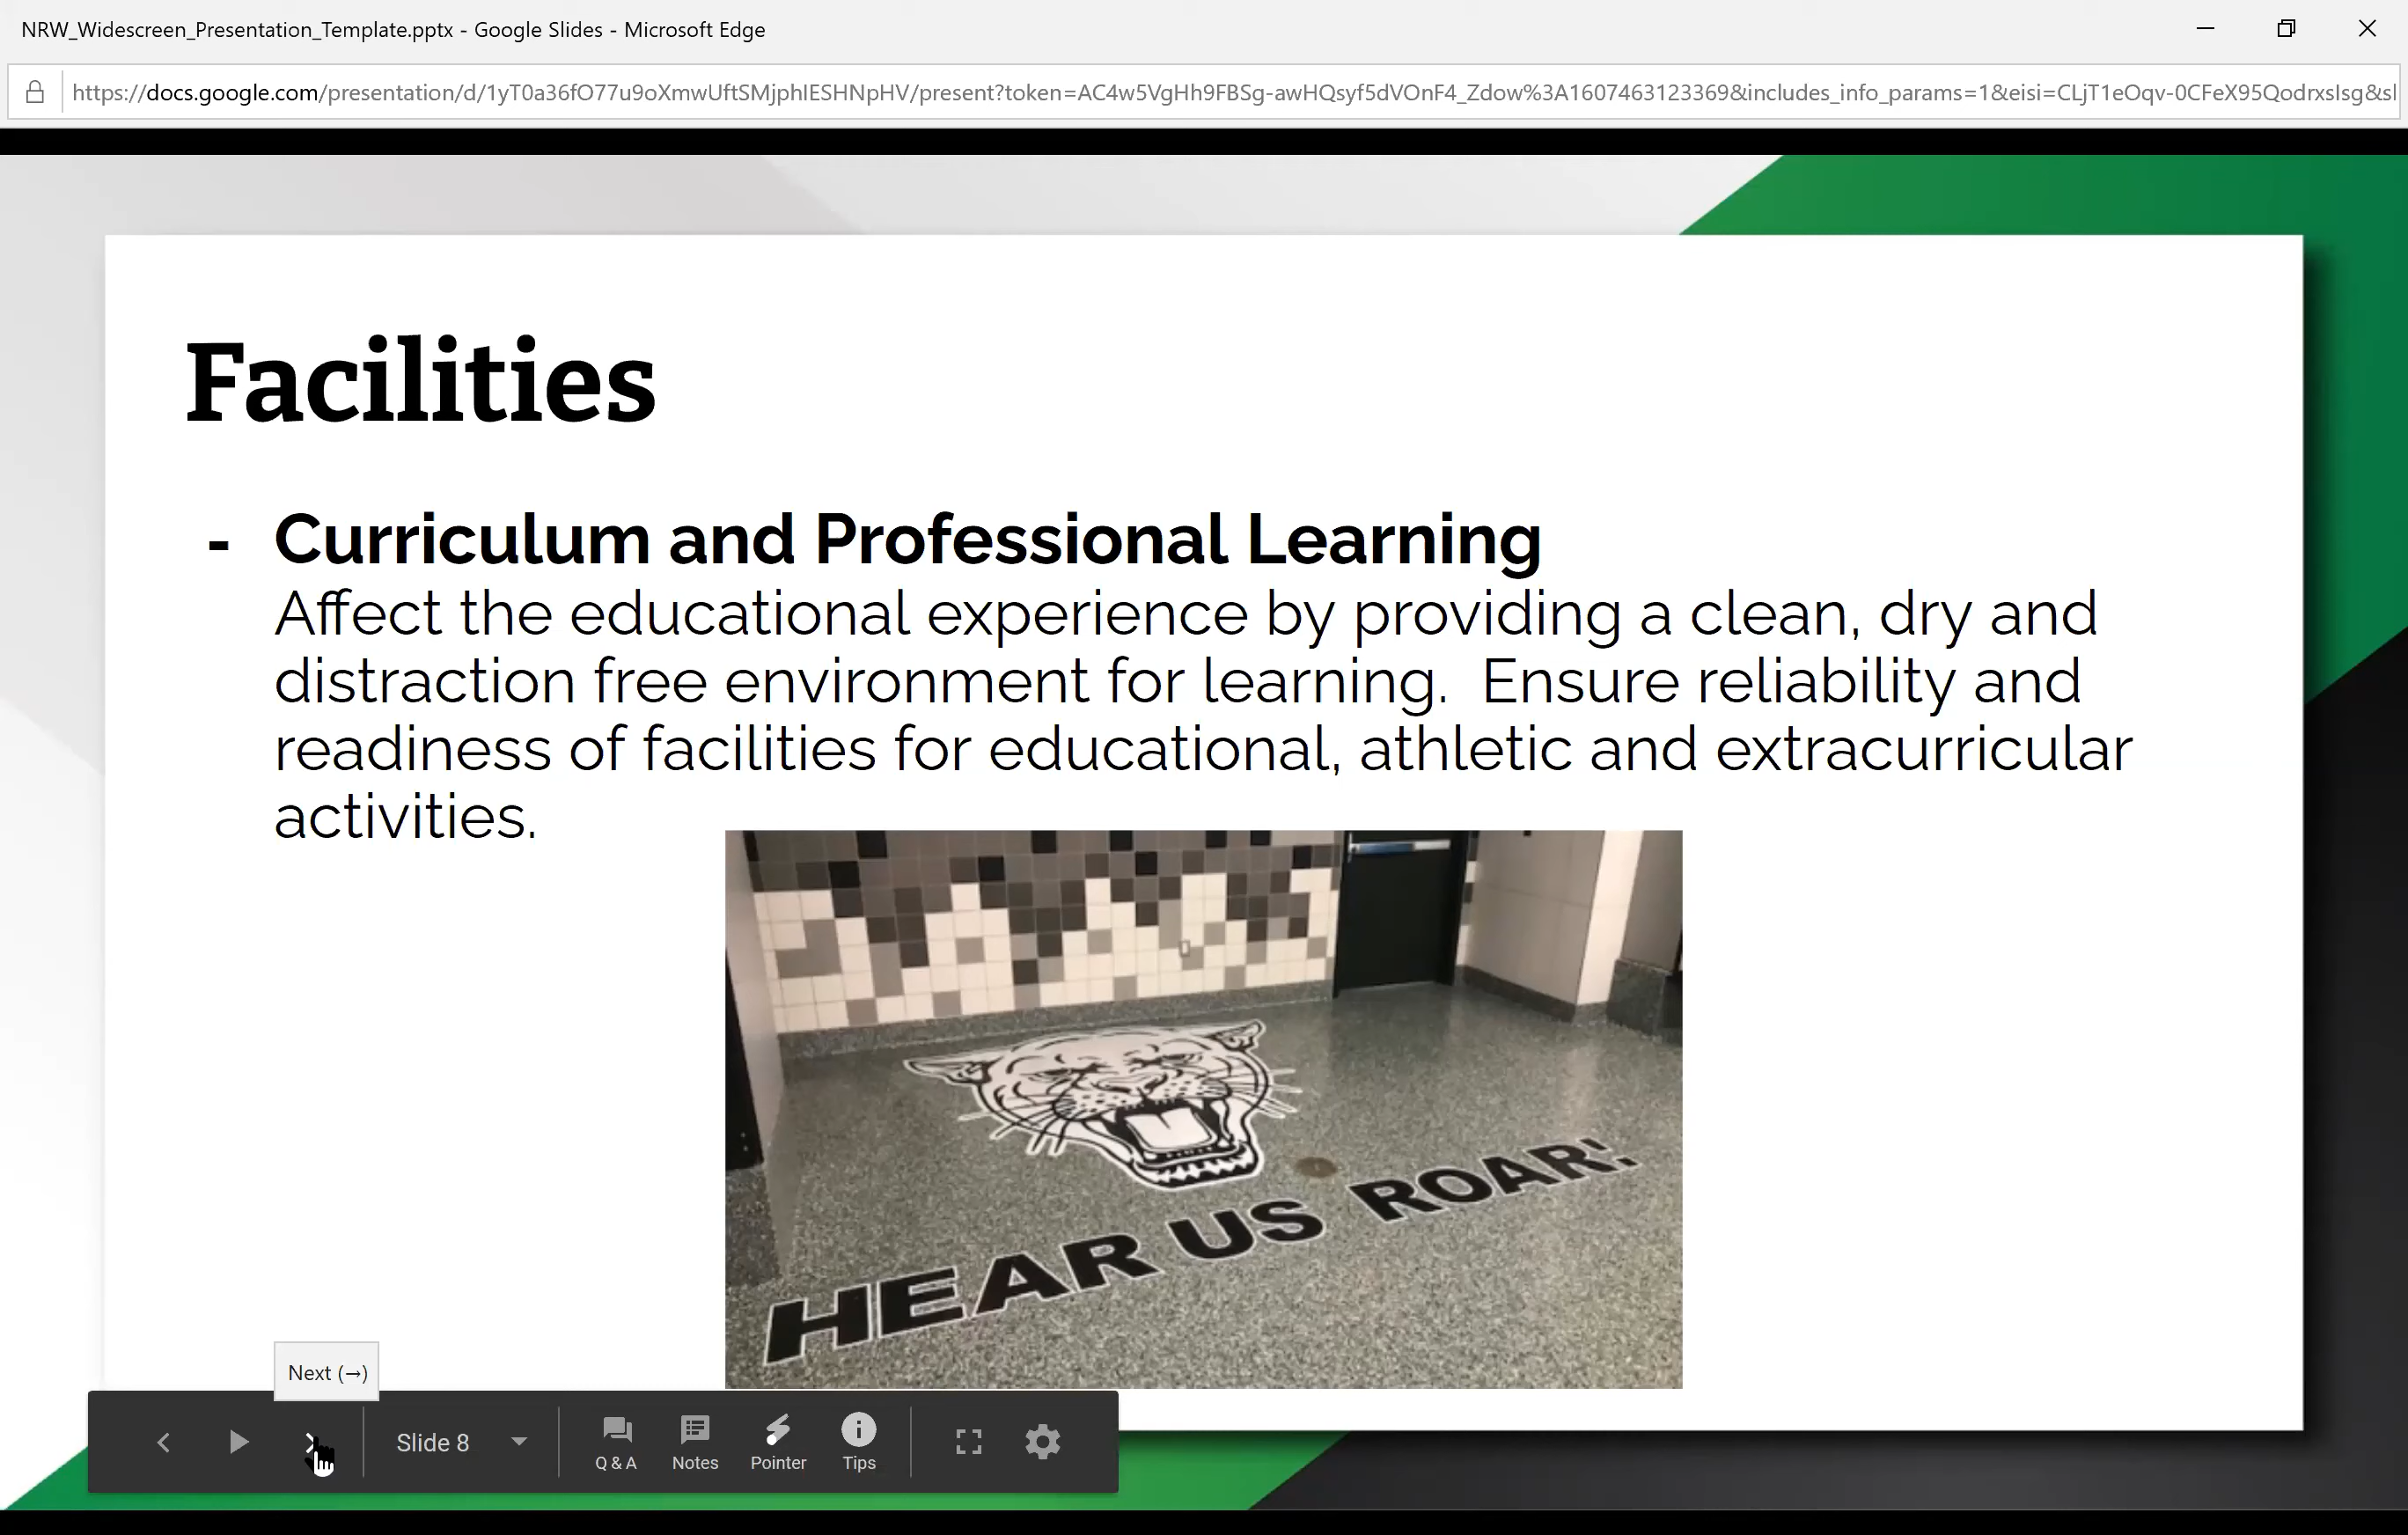 NRW_Widescreen_Presentation_Template.pptx - Google Slides - Microsoft Edge
https://docs.google.com/presentation/d/1yT0a36fO77u9oXmwUftSMjphIESHNpHV/present?token=AC4w5VgHh9FBSg-awHQsyf5dVOnF4_Zdow%3A1607463123369&includes_info_params=1&eisi=CLjT1eOqv-0CFeX95QodrxsIsg&sl
Facilities
- Curriculum and Professional Learning
Affect the educational experience by providing a clean, dry and
distraction free environment for learning.  Ensure reliability and
readiness of facilities for educational, athletic and extracurricular
activities.
HEAR US ROAR!
Next (→)
Slide 8
Q & A
Notes
Pointer
Tips